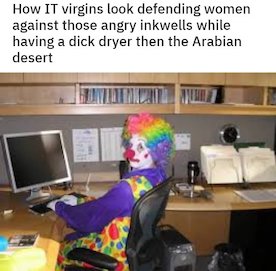 How IT virgins look defending women
against those angry inkwells while
having a dick dryer then the Arabian
desert